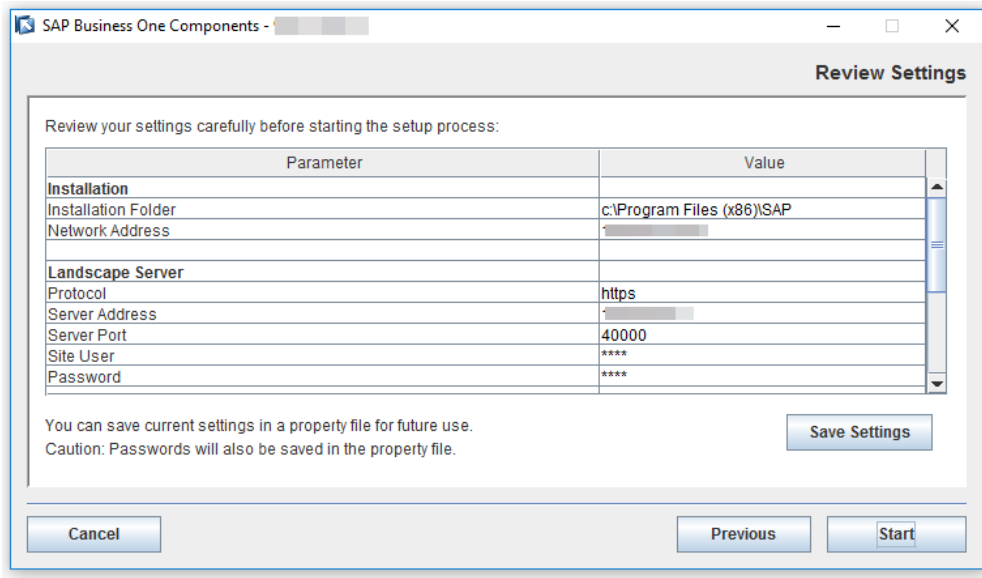 SAP Business One Components -
Review Settings
Review your settings carefully before starting the setup process:
Parameter Value
Installation
Installation Folder c:\Program Files (x86)\SAP
Network Address
Landscape Server
Protocol https
Server Address
Server Port 40000
Site User ****
Password ****
You can save current settings in a property file for future use.
Save Settings
Caution: Passwords will also be saved in the property file.
Cancel Previous Start